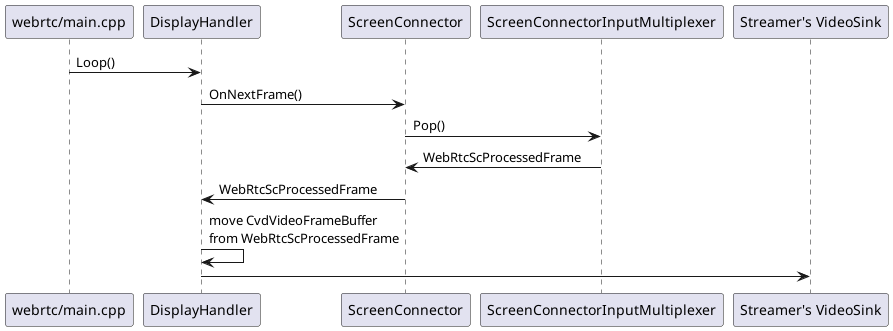 webrtc/main.cpp DisplayHandler ScreenConnector ScreenConnectorInputMultiplexer Streamer's VideoSink
Loop()
OnNextFrame()
Pop()
WebRtcScProcessedFrame
WebRtcScProcessedFrame
move CvdVideoFrameBuffer
from WebRtcScProcessedFrame
webrtc/main.cpp DisplayHandler ScreenConnector ScreenConnectorInputMultiplexer Streamer's VideoSink